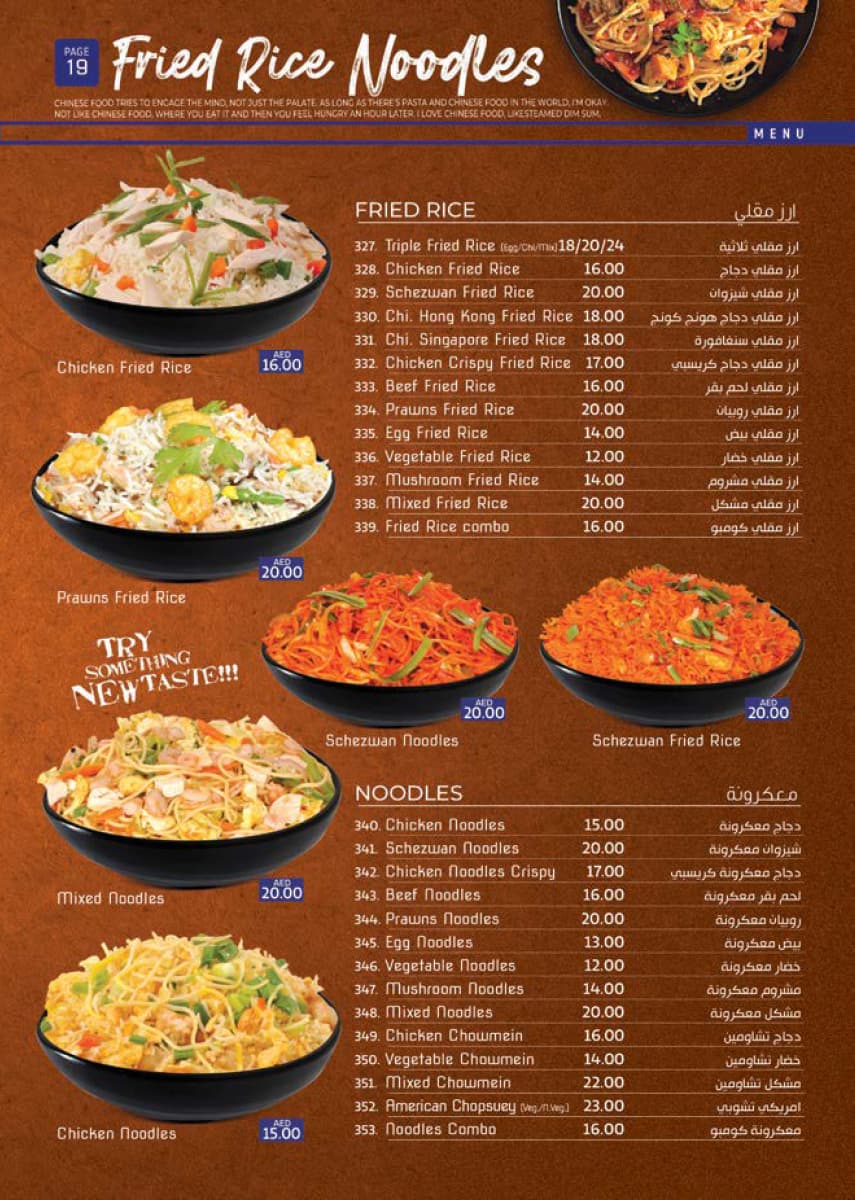 PAGE
19
Fried Rice Noodles
CHINESE FOOD TRIES TO ENGAGE THE MIND, NOT JUST THE PALATE. AS LONG AS THERE'S PASTA AND CHINESE FOOD IN THE WORLD, I'M OKAY.
NOT LIKE CHINESE FOOD, WHERE YOU EAT IT AND THEN YOU FEEL HUNGRY AN HOUR LATER. I LOVE CHINESE FOOD, LIKESTEAMED DIM SUM,
MENU
FRIED RICE ارز مقلي
327. Triple Fried Rice (Egg/Chi/Mix) 18/20/24 ارز مقلي ثلاثية
328. Chicken Fried Rice 16.00 ارز مقلي دجاج
329. Schezwan Fried Rice 20.00 ارز مقلي شيزوان
330. Chi. Hong Kong Fried Rice 18.00 ارز مقلي دجاج هونج كونج
331. Chi. Singapore Fried Rice 18.00 ارز مقلي سنغافورة
332. Chicken Crispy Fried Rice 17.00 ارز مقلي دجاج كريسبي
333. Beef Fried Rice 16.00 ارز مقلي لحم بقر
334. Prawns Fried Rice 20.00 ارز مقلي روبيان
335. Egg Fried Rice 14.00 ارز مقلي بيض
336. Vegetable Fried Rice 12.00 ارز مقلي خضار
337. Mushroom Fried Rice 14.00 ارز مقلي مشروم
338. Mixed Fried Rice 20.00 ارز مقلي مشكل
339. Fried Rice combo 16.00 ارز مقلي كومبو
Chicken Fried Rice
AED
16.00
Prawns Fried Rice
AED
20.00
TRY
SOMETHING
NEW TASTE!!!
Schezwan Noodles
AED
20.00
Schezwan Fried Rice
AED
20.00
Mixed Noodles
AED
20.00
Chicken Noodles
AED
15.00
NOODLES معكرونة
340. Chicken Noodles 15.00 دجاج معكرونة
341. Schezwan Noodles 20.00 شيزوان معكرونة
342. Chicken Noodles Crispy 17.00 دجاج معكرونة كريسبي
343. Beef Noodles 16.00 لحم بقر معكرونة
344. Prawns Noodles 20.00 روبيان معكرونة
345. Egg Noodles 13.00 بيض معكرونة
346. Vegetable Noodles 12.00 خضار معكرونة
347. Mushroom Noodles 14.00 مشروم معكرونة
348. Mixed Noodles 20.00 مشكل معكرونة
349. Chicken Chowmein 16.00 دجاج تشاومين
350. Vegetable Chowmein 14.00 خضار تشاومين
351. Mixed Chowmein 22.00 مشكل تشاومين
352. American Chopsuey (Veg./N.Veg.) 23.00 امريكي تشوبي
353. Noodles Combo 16.00 معكرونة كومبو